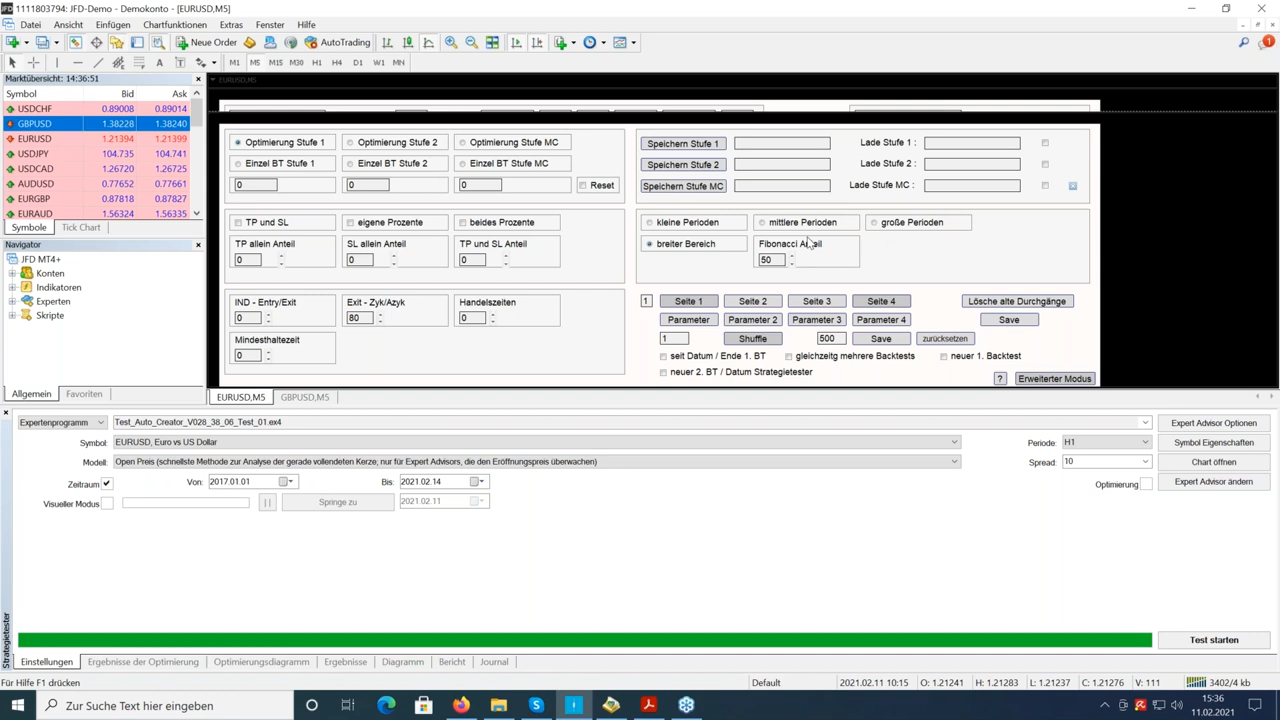 1111803794: JFD-Demo - Demokonto - [EURUSD,M5]
Datei Ansicht Einfügen Chartfunktionen Extras Fenster Hilfe
New Order AutoTrading 1
A T M1 M5 M15 M30 H1 H4 D1 W1 MN
Marktübersicht: 14:36:51
Symbol Bid Ask
USDCHF 0.89008 0.89014
GBPUSD 1.38228 1.38240
EURUSD 1.21394 1.21399
USDJPY 104.735 104.741
USDCAD 1.26720 1.26725
AUDUSD 0.77652 0.77661
EURGBP 0.87818 0.87827
EURAUD 1.56324 1.56335
Symbole Tick Chart
Navigator
JFD MT4+
Konten
Indikatoren
Experten
Skripte
Allgemein Favoriten
EURUSD,M5
Optimierung Stufe 1 Optimierung Stufe 2 Optimierung Stufe MC
Einzel BT Stufe 1 Einzel BT Stufe 2 Einzel BT Stufe MC
0 0 0 Reset
TP und SL eigene Prozente beides Prozente
TP allein Anteil SL allein Anteil TP und SL Anteil
0 0 0
IND - Entry/Exit Exit - Zyk/Azyk Handelszeiten
0 80 0
Mindesthaltezeit
0
Speichern Stufe 1 Lade Stufe 1 :
Speichern Stufe 2 Lade Stufe 2 :
Speichern Stufe MC Lade Stufe MC :
kleine Perioden mittlere Perioden große Perioden
breiter Bereich Fibonacci Anteil
50
1 Seite 1 Seite 2 Seite 3 Seite 4 Lösche alte Durchgänge
Parameter Parameter 2 Parameter 3 Parameter 4 Save
1 Shuffle 500 Save zurücksetzen
seit Datum / Ende 1. BT gleichzeitg mehrere Backtests neuer 1. Backtest
neuer 2. BT / Datum Strategietester
? Erweiterter Modus
EURUSD,M5 GBPUSD,M5
Expertenprogramm Test_Auto_Creator_V028_38_06_Test_01.ex4 Expert Advisor Optionen
Symbol: EURUSD, Euro vs US Dollar Periode: H1 Symbol Eigenschaften
Modell: Open Preis (schnellste Methode zur Analyse der gerade vollendeten Kerze; nur für Expert Advisors, die den Eröffnungspreis überwachen) Spread: 10 Chart öffnen
Zeitraum Von: 2017.01.01 Bis: 2021.02.14 Optimierung Expert Advisor ändern
Visueller Modus Springe zu 2021.02.11
Strategietester
Test starten
Einstellungen Ergebnisse der Optimierung Optimierungsdiagramm Ergebnisse Diagramm Bericht Journal
Für Hilfe F1 drücken Default 2021.02.11 10:15 O: 1.21241 H: 1.21283 L: 1.21237 C: 1.21276 V: 111 3402/4 kb
Zur Suche Text hier eingeben
15:36
11.02.2021